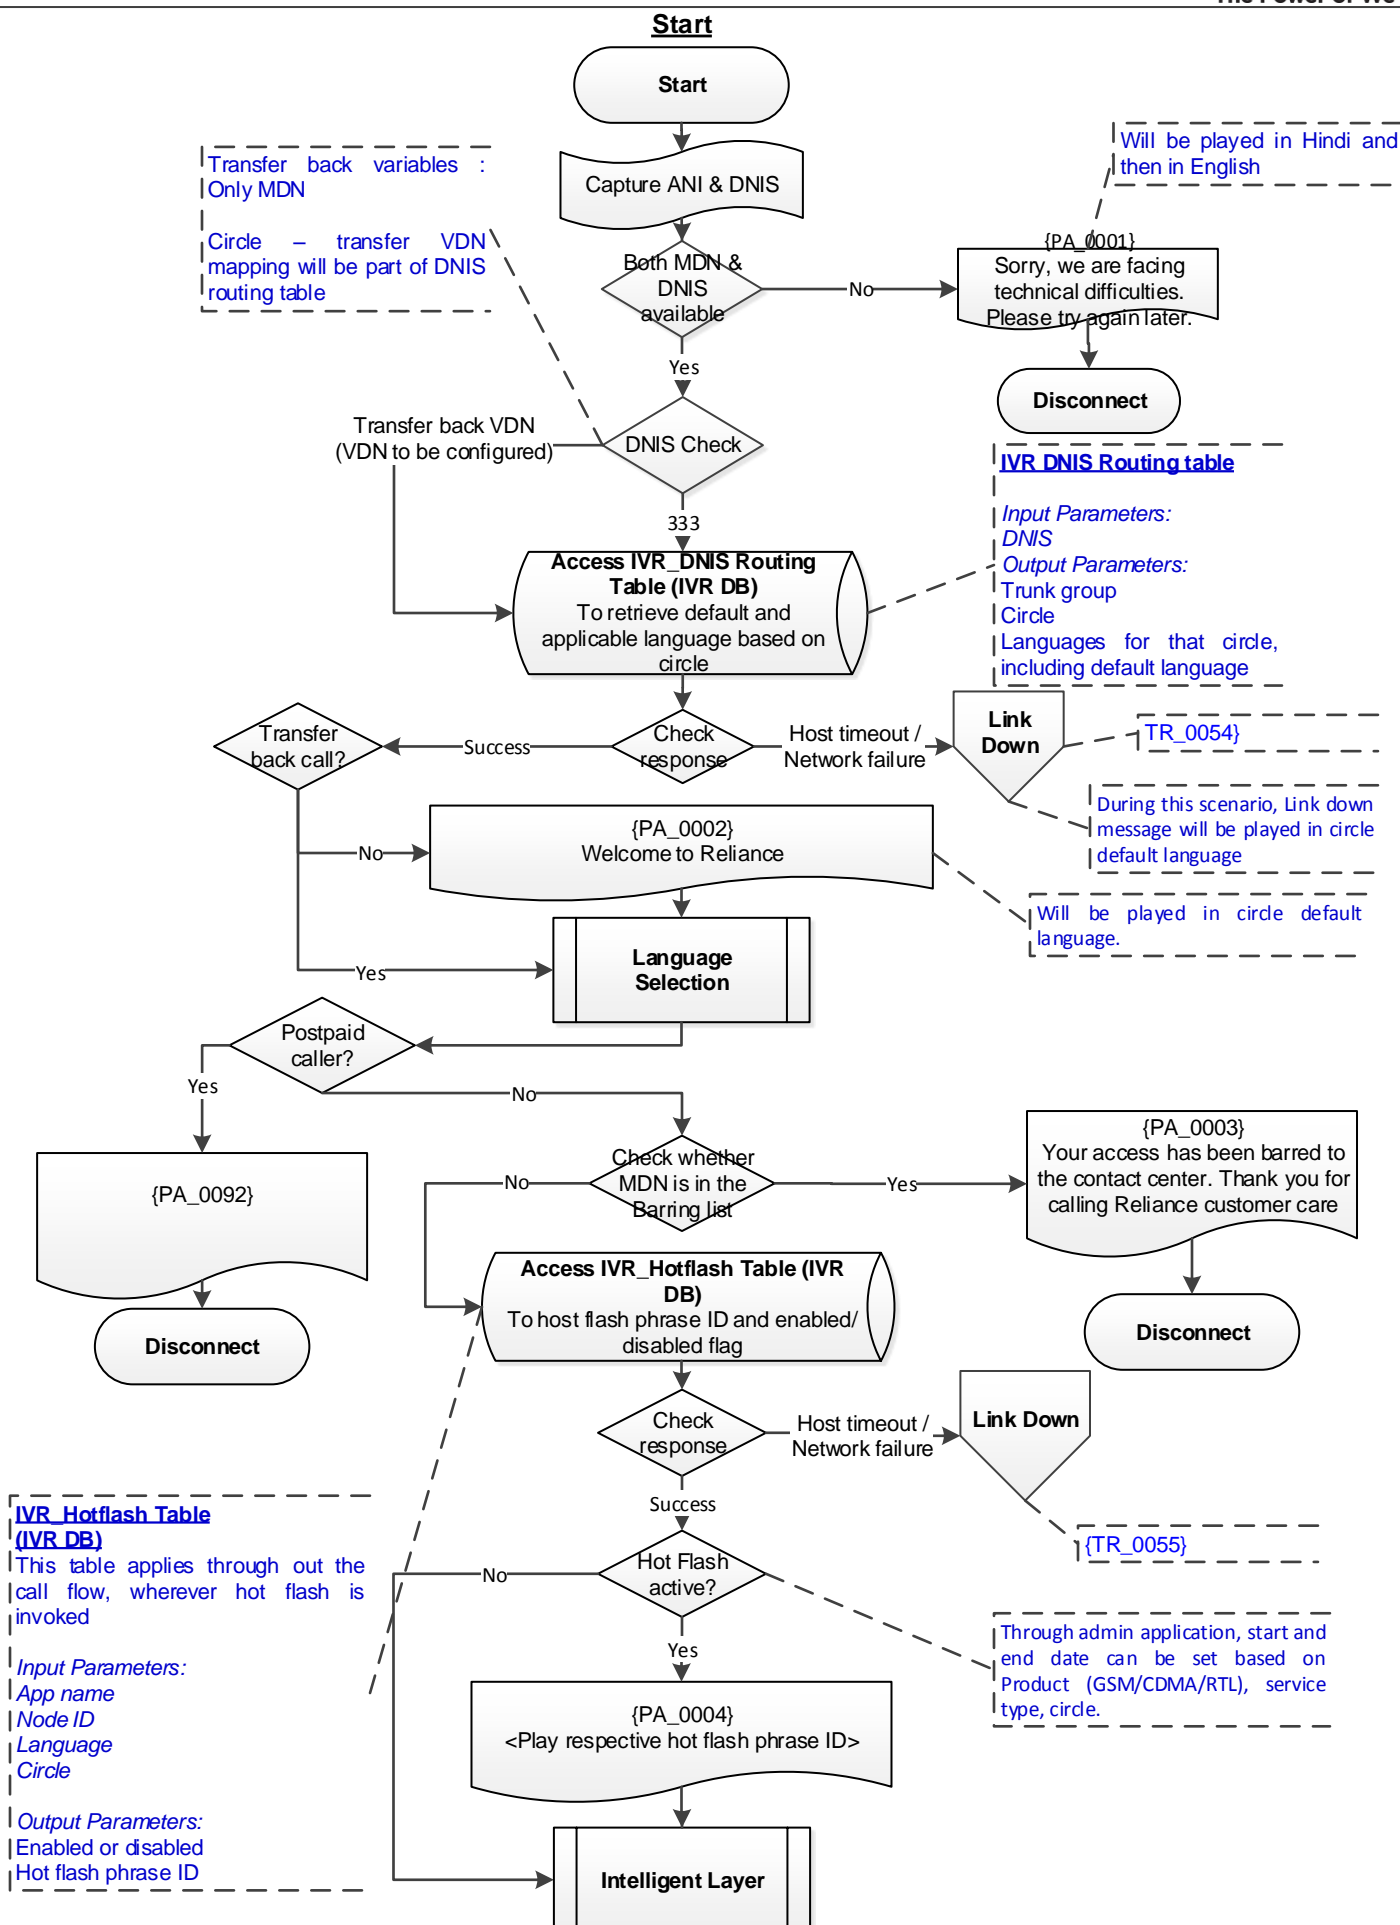 Start
Start
Capture ANI & DNIS
Transfer back variables :
Only MDN
Circle – transfer VDN
mapping will be part of DNIS
routing table
Will be played in Hindi and
then in English
Both MDN &
DNIS
available
No
{PA_0001}
Sorry, we are facing
technical difficulties.
Please try again later.
Yes
Disconnect
DNIS Check
Transfer back VDN
(VDN to be configured)
333
IVR DNIS Routing table
Input Parameters:
DNIS
Output Parameters:
Trunk group
Circle
Languages for that circle,
including default language
Access IVR_DNIS Routing
Table (IVR DB)
To retrieve default and
applicable language based on
circle
Transfer
back call?
Success
Check
response
Host timeout /
Network failure
Link
Down
TR_0054}
During this scenario, Link down
message will be played in circle
default language
No
{PA_0002}
Welcome to Reliance
Will be played in circle default
language.
Yes
Language
Selection
Postpaid
caller?
Yes
No
{PA_0092}
Disconnect
Check whether
MDN is in the
Barring list
No
Yes
{PA_0003}
Your access has been barred to
the contact center. Thank you for
calling Reliance customer care
Disconnect
Access IVR_Hotflash Table (IVR
DB)
To host flash phrase ID and enabled/
disabled flag
Check
response
Host timeout /
Network failure
Link Down
{TR_0055}
Success
Hot Flash
active?
No
Yes
IVR_Hotflash Table
(IVR DB)
This table applies through out the
call flow, wherever hot flash is
invoked
Input Parameters:
App name
Node ID
Language
Circle
Output Parameters:
Enabled or disabled
Hot flash phrase ID
Through admin application, start and
end date can be set based on
Product (GSM/CDMA/RTL), service
type, circle.
{PA_0004}
<Play respective hot flash phrase ID>
Intelligent Layer